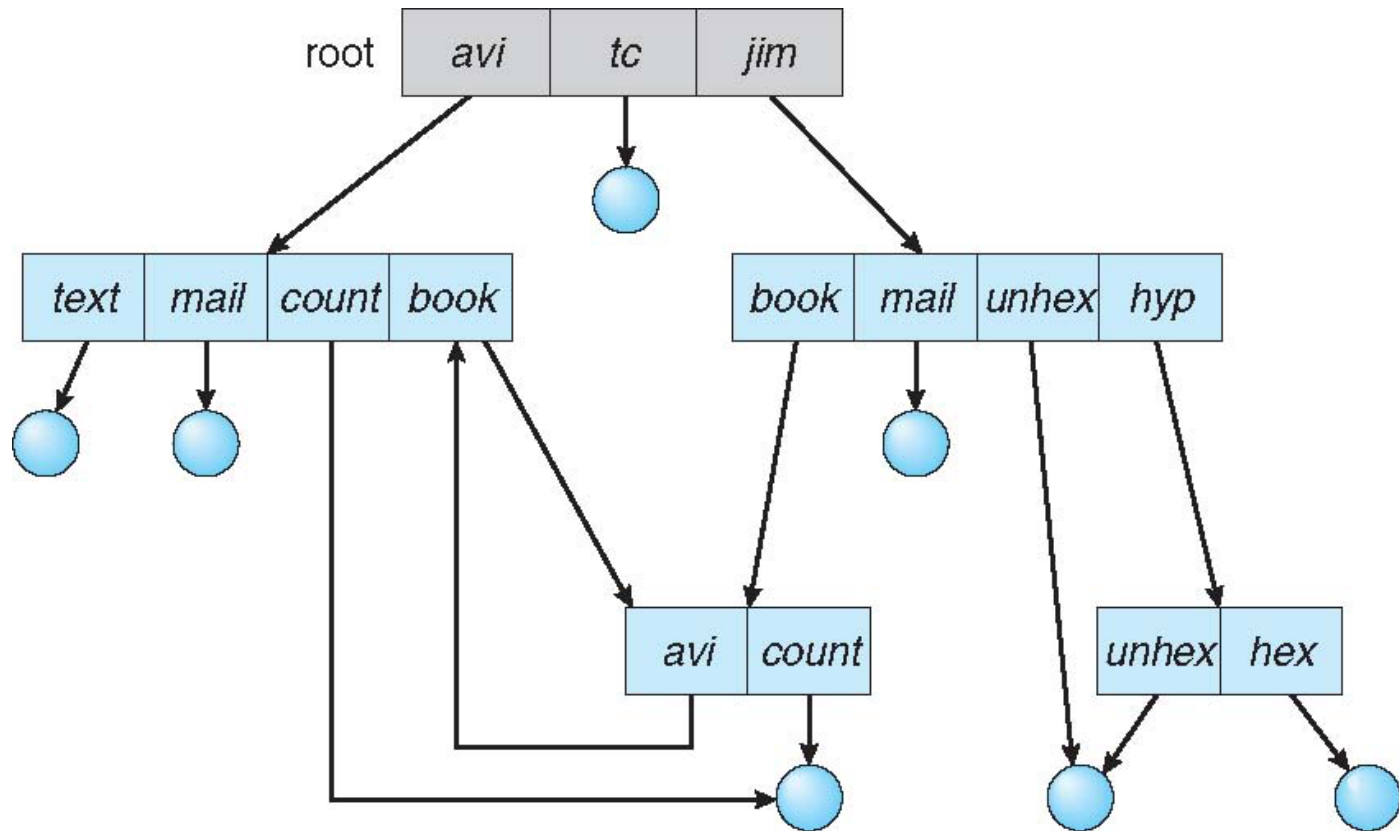 root avi tc jim
text mail count book
book mail unhex hyp
avi count
unhex hex